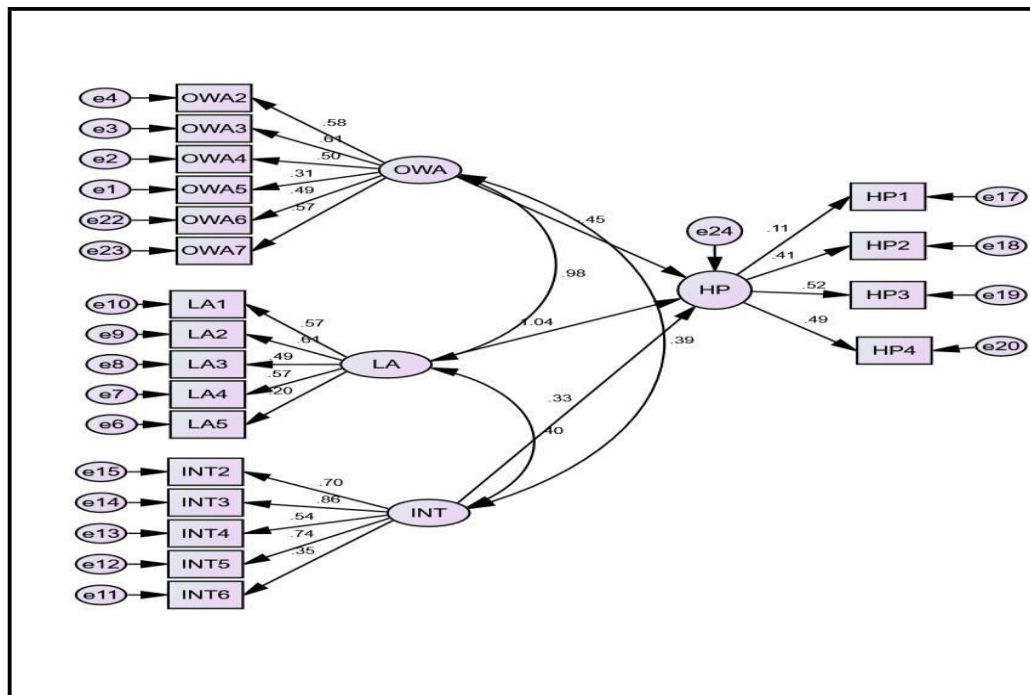 e4 OWA2
.58
e3 OWA3
.61
e2 OWA4
.50
OWA
e1 OWA5
.31
e22 OWA6
.49
e23 OWA7
.57
.45
.98
e24
HP
.11
HP1 e17
.41
HP2 e18
.52
HP3 e19
.49
HP4 e20
e10 LA1
.57
e9 LA2
.61
e8 LA3
.49
LA
e7 LA4
.57
e6 LA5
.20
1.04
.39
.33
.40
e15 INT2
.70
e14 INT3
.86
INT
e13 INT4
.54
e12 INT5
.74
e11 INT6
.35